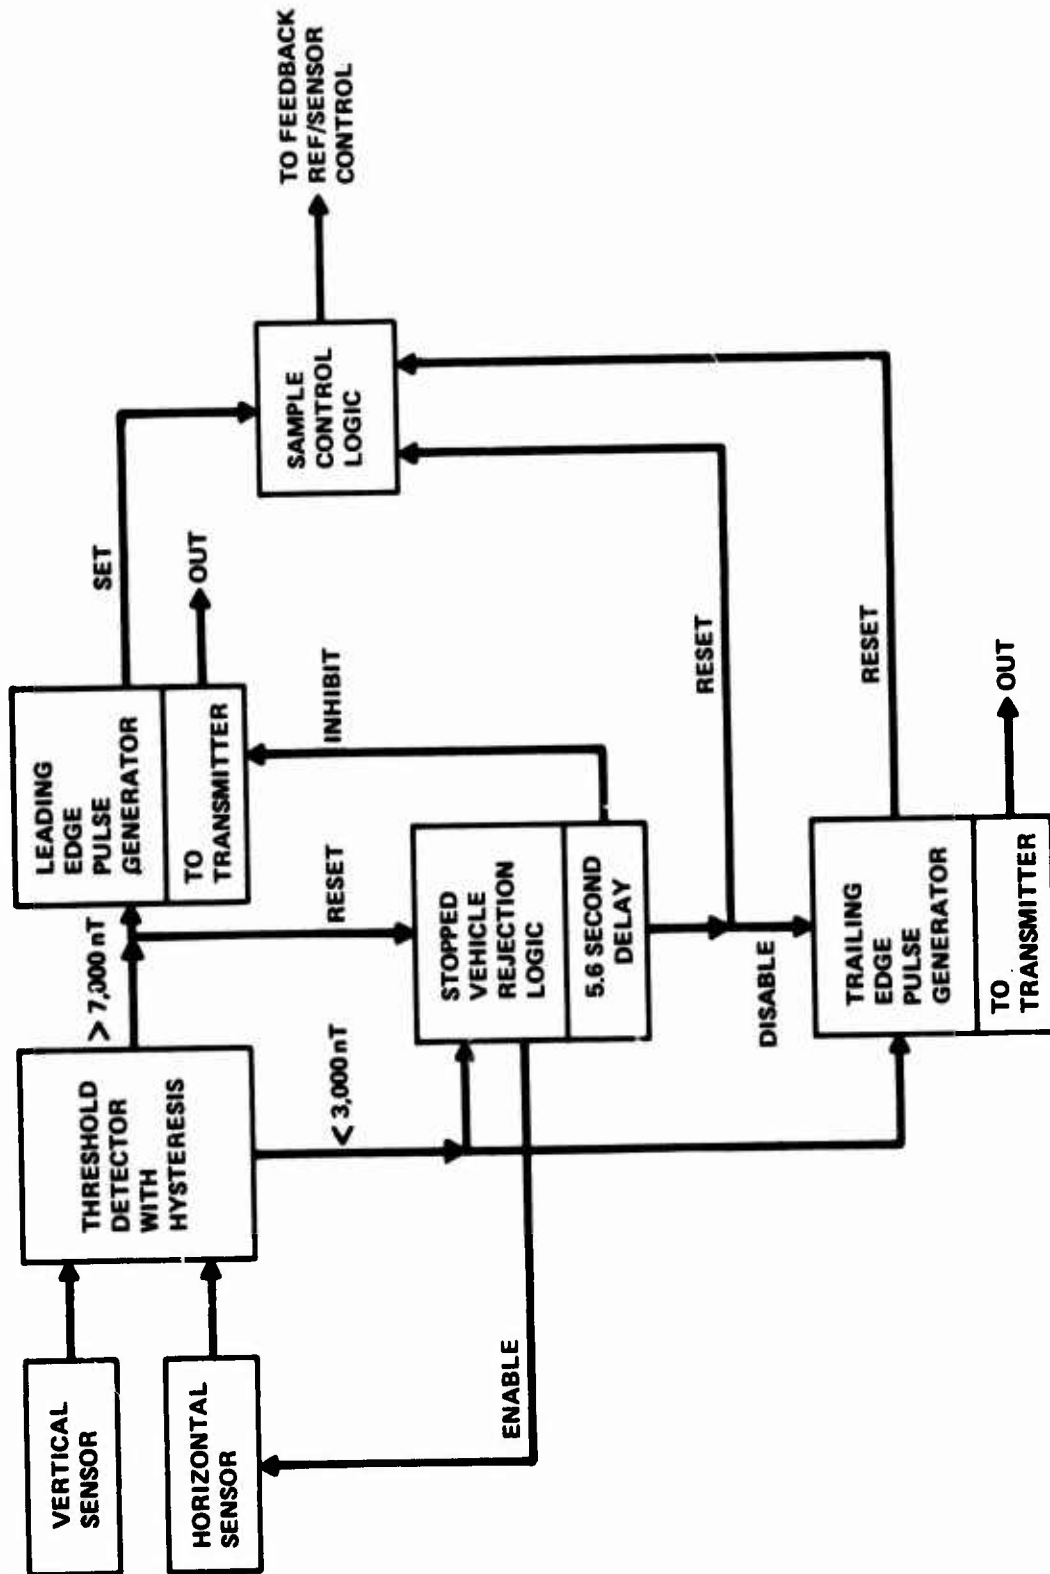 VERTICAL
SENSOR
HORIZONTAL
SENSOR
ENABLE
THRESHOLD
DETECTOR
WITH
HYSTERESIS
> 7,000 nT
< 3,000 nT
LEADING
EDGE
PULSE
GENERATOR
TO
TRANSMITTER
OUT
SET
RESET
INHIBIT
STOPPED
VEHICLE
REJECTION
LOGIC
5.6 SECOND
DELAY
DISABLE
RESET
TRAILING
EDGE
PULSE
GENERATOR
TO
TRANSMITTER
OUT
RESET
SAMPLE
CONTROL
LOGIC
TO FEEDBACK
REF/SENSOR
CONTROL